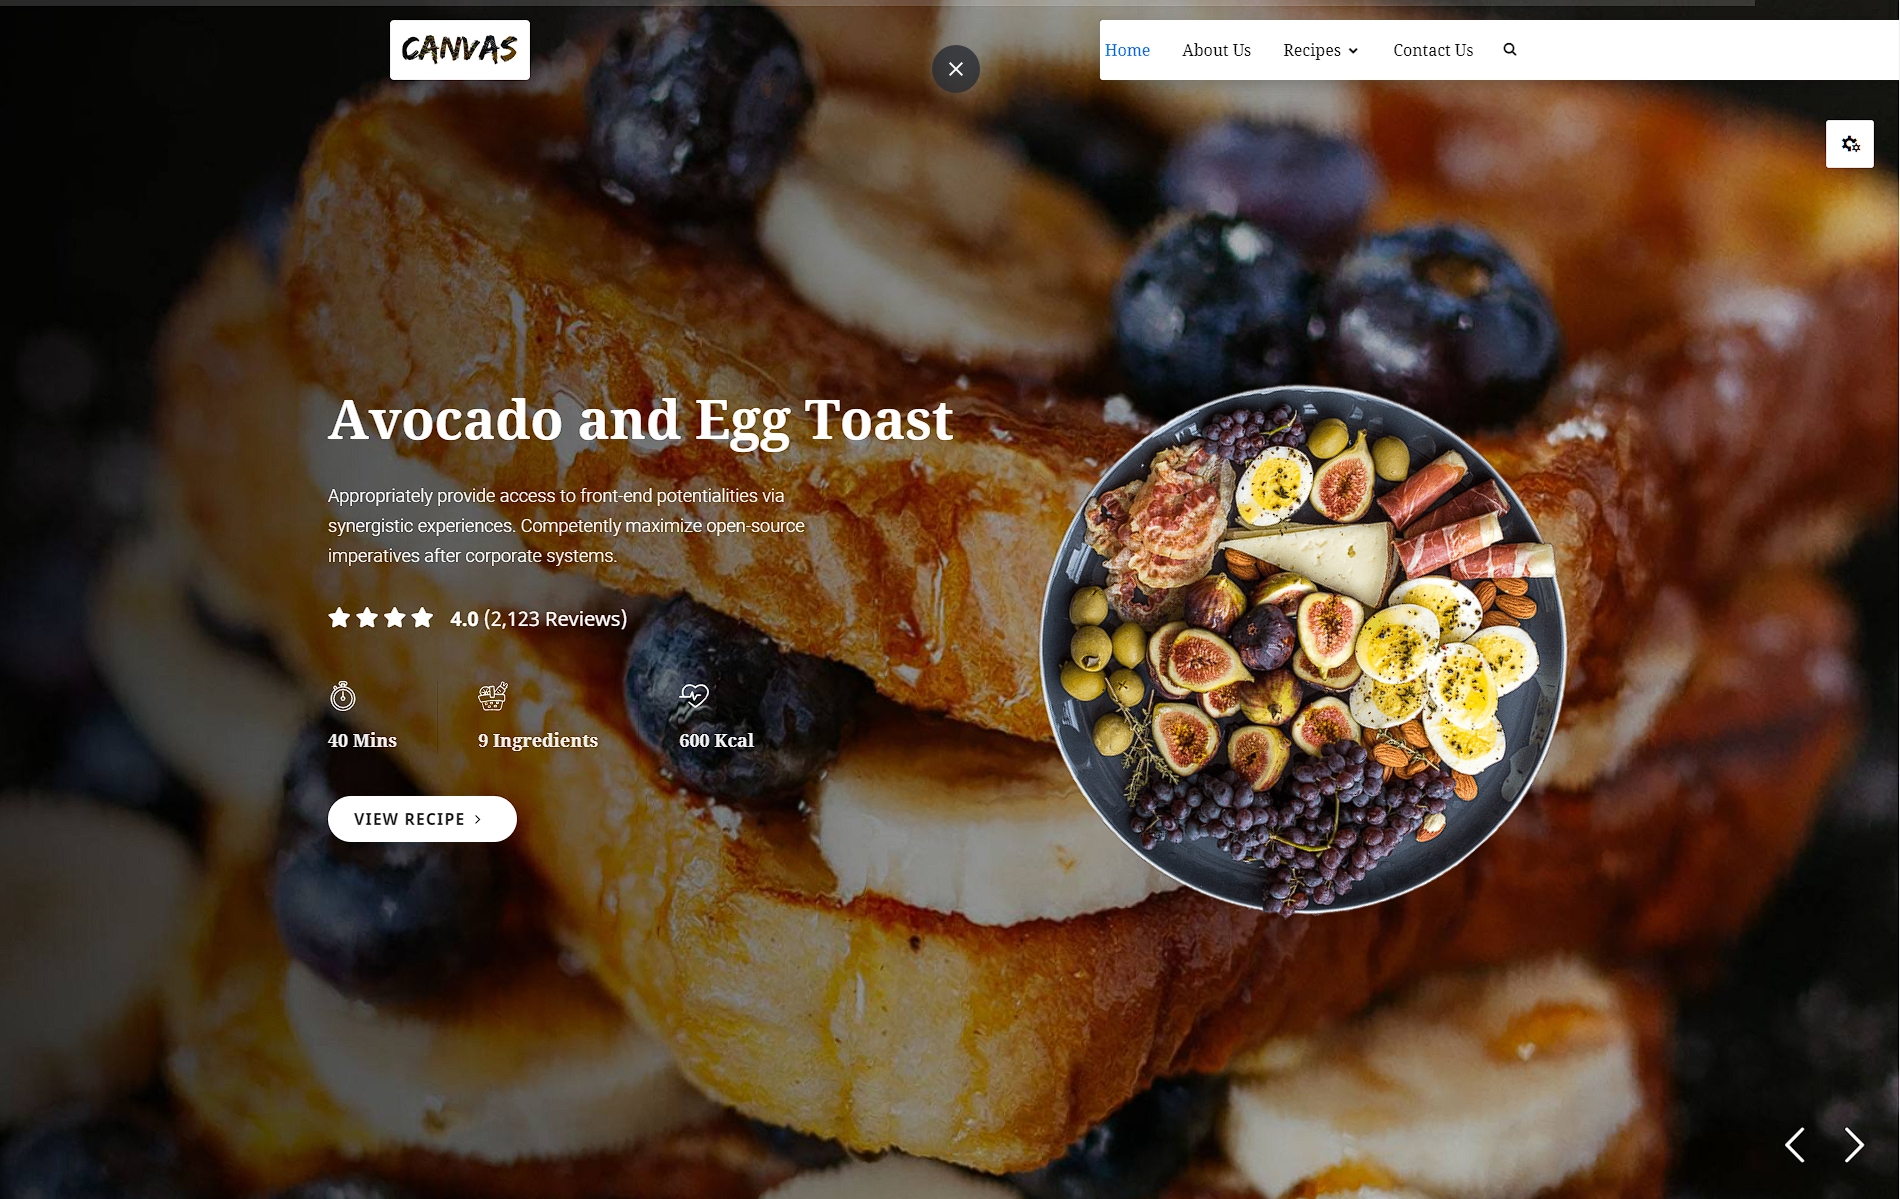 CANVAS
Home About Us Recipes Contact Us
Avocado and Egg Toast
Appropriately provide access to front-end potentialities via
synergistic experiences. Competently maximize open-source
imperatives after corporate systems.
4.0 (2,123 Reviews)
40 Mins 9 Ingredients 600 Kcal
VIEW RECIPE